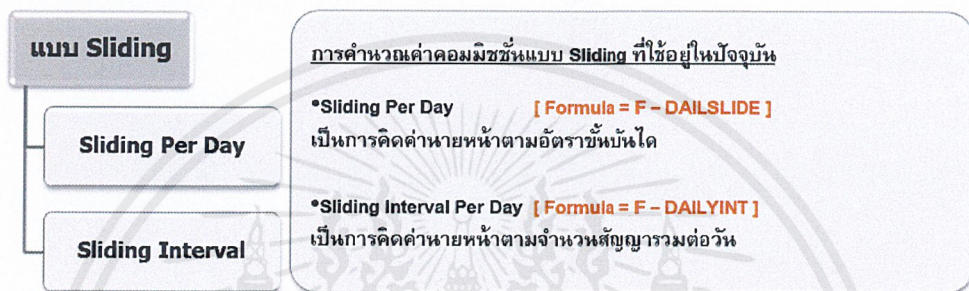 แบบ Sliding
Sliding Per Day
Sliding Interval
การคำนวณค่าคอมมิชชั่นแบบ Sliding ที่ใช้อยู่ในปัจจุบัน
•Sliding Per Day [ Formula = F – DAILSLIDE ]
เป็นการคิดค่านายหน้าตามอัตราขั้นบันได
•Sliding Interval Per Day [ Formula = F – DAILYINT ]
เป็นการคิดค่านายหน้าตามจำนวนสัญญารวมต่อวัน